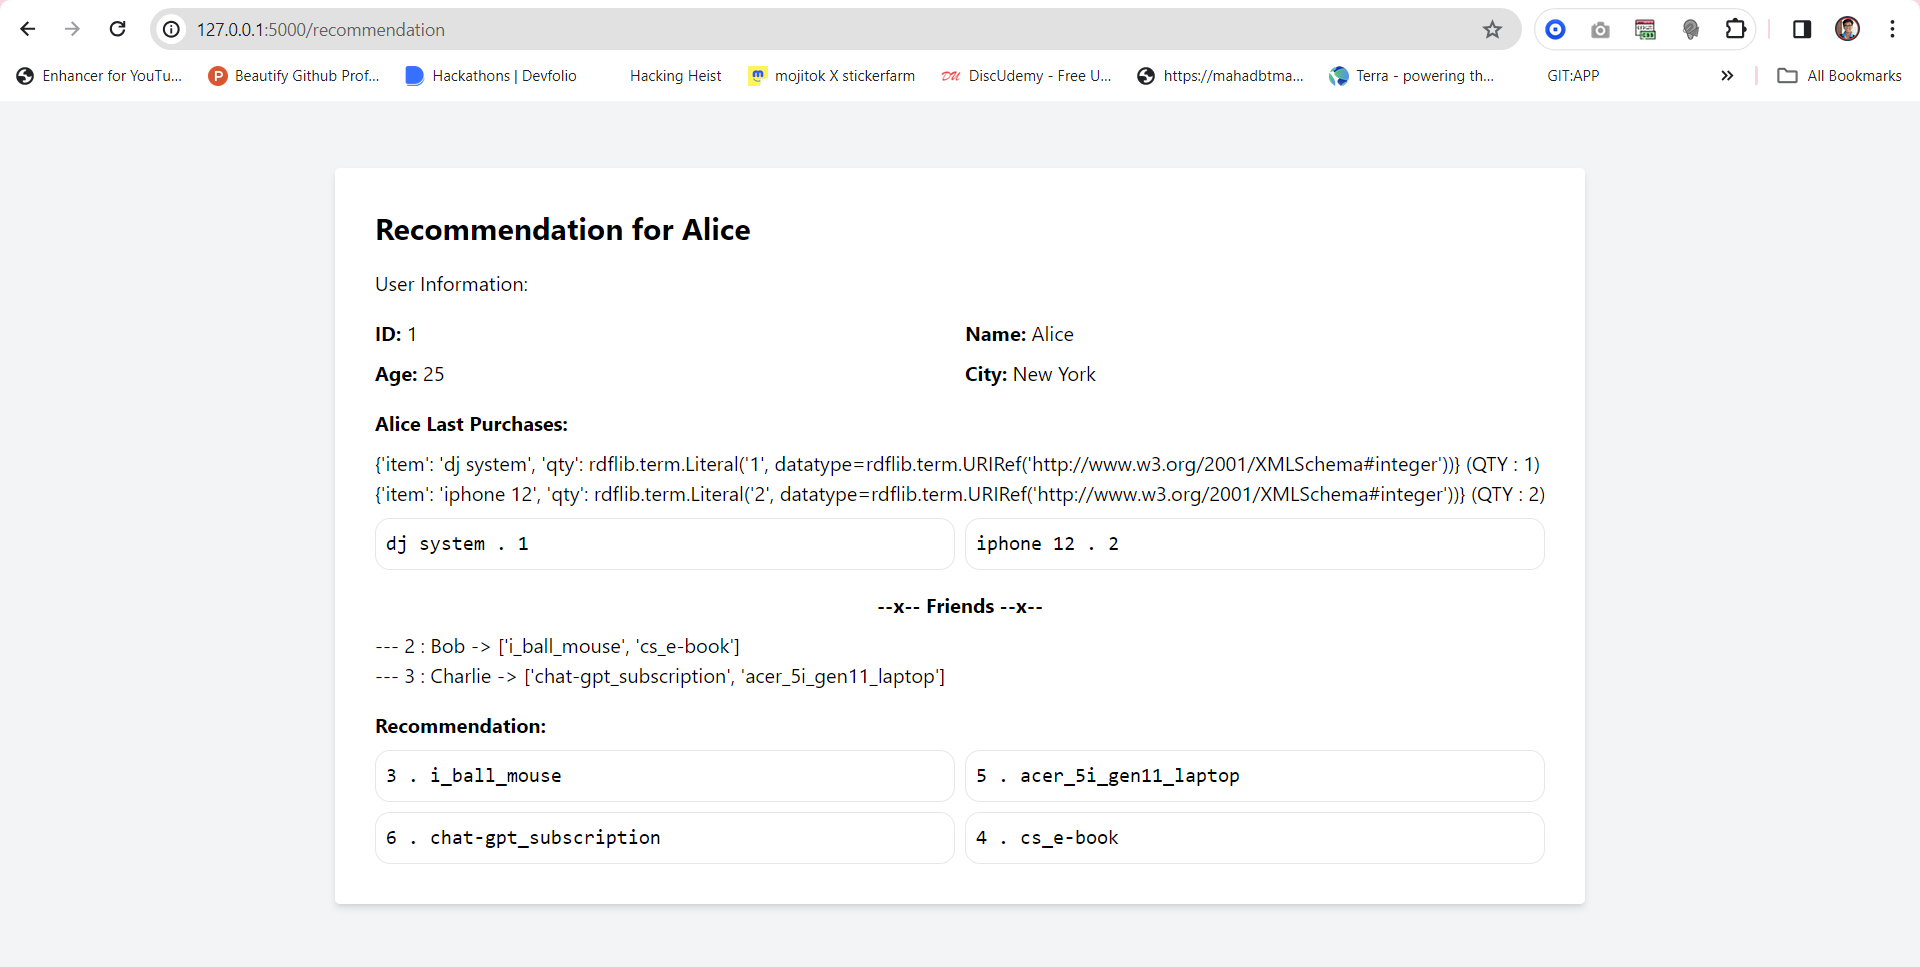 127.0.0.1:5000/recommendation
Enhancer for YouTu... Beautify Github Prof... Hackathons | Devfolio Hacking Heist mojitok X stickerfarm DiscUdemy - Free U... https://mahadbtma... Terra - powering th... GIT:APP » All Bookmarks
Recommendation for Alice
User Information:
ID: 1 Name: Alice
Age: 25 City: New York
Alice Last Purchases:
{'item': 'dj system', 'qty': rdflib.term.Literal('1', datatype=rdflib.term.URIRef('http://www.w3.org/2001/XMLSchema#integer'))} (QTY : 1)
{'item': 'iphone 12', 'qty': rdflib.term.Literal('2', datatype=rdflib.term.URIRef('http://www.w3.org/2001/XMLSchema#integer'))} (QTY : 2)
dj system . 1 iphone 12 . 2
--x-- Friends --x--
--- 2 : Bob -> ['i_ball_mouse', 'cs_e-book']
--- 3 : Charlie -> ['chat-gpt_subscription', 'acer_5i_gen11_laptop']
Recommendation:
3 . i_ball_mouse 5 . acer_5i_gen11_laptop
6 . chat-gpt_subscription 4 . cs_e-book